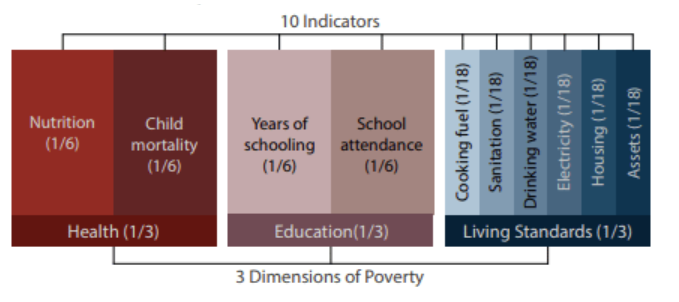 10 Indicators
Nutrition
(1/6)
Child
mortality
(1/6)
Years of
schooling
(1/6)
School
attendance
(1/6)
Cooking fuel (1/18)
Sanitation (1/18)
Drinking water (1/18)
Electricity (1/18)
Housing (1/18)
Assets (1/18)
Health (1/3)
Education(1/3)
Living Standards (1/3)
3 Dimensions of Poverty